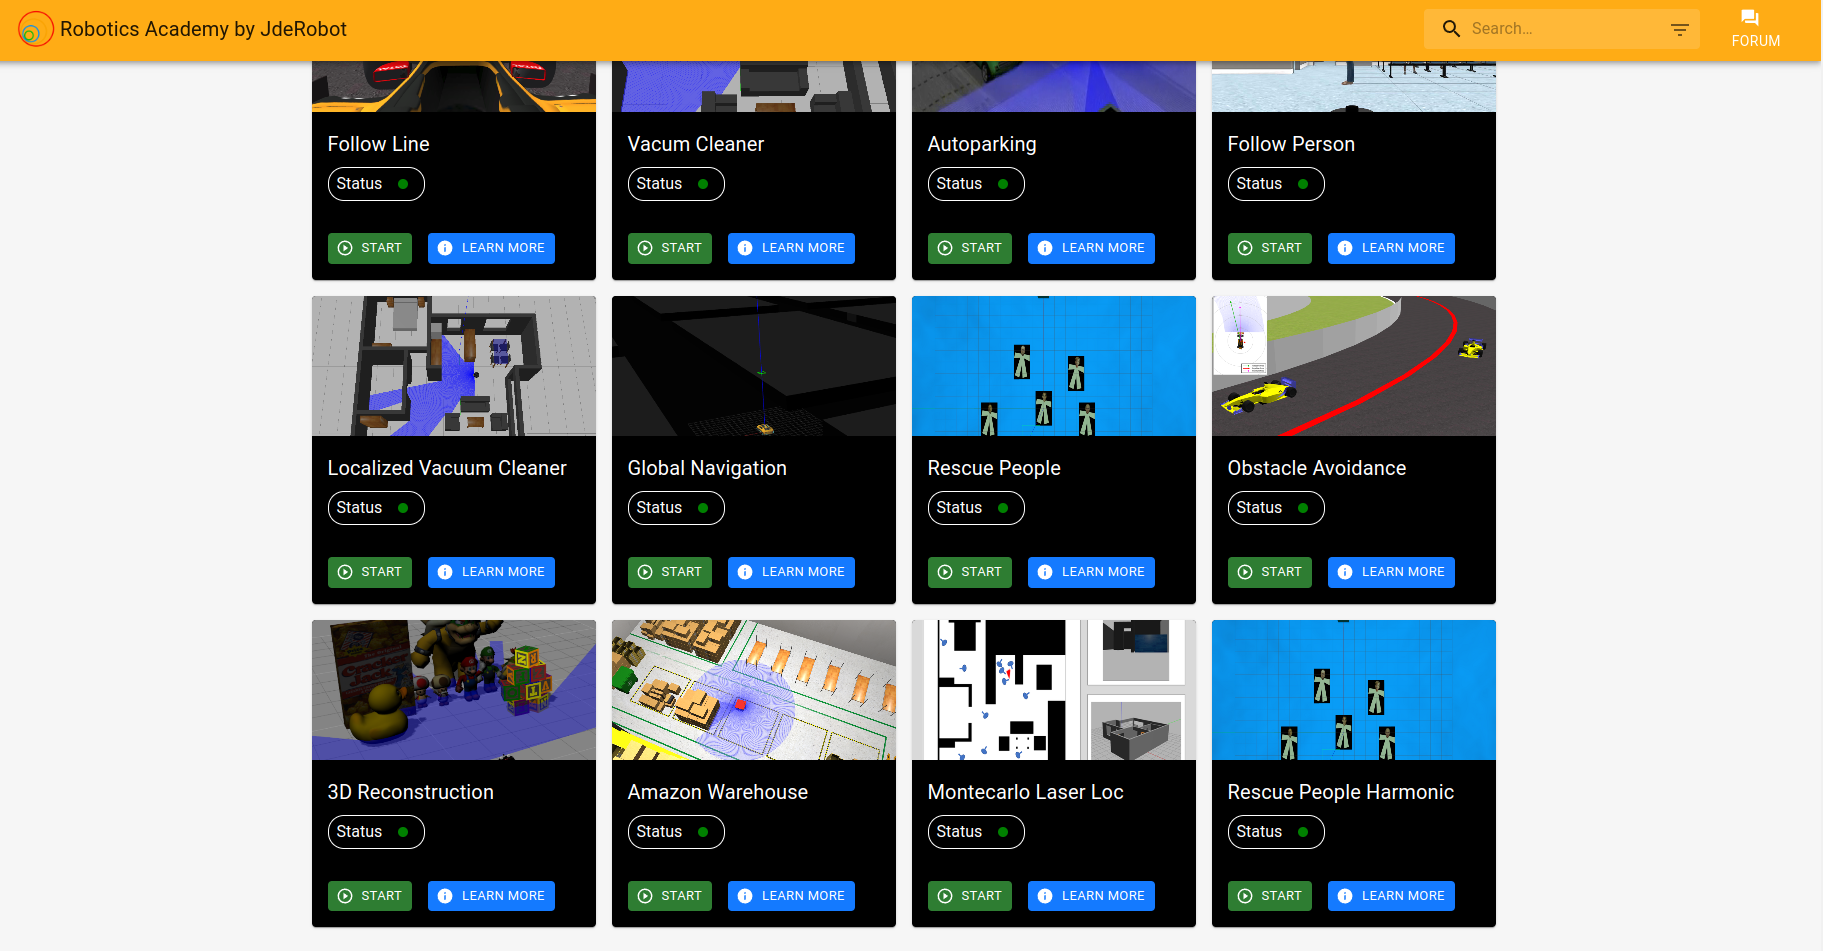 Robotics Academy by JdeRobot
Search...
FORUM
Follow Line
Vacum Cleaner
Autoparking
Follow Person
Status
Status
Status
Status
START
LEARN MORE
START
LEARN MORE
START
LEARN MORE
START
LEARN MORE
Localized Vacuum Cleaner
Global Navigation
Rescue People
Obstacle Avoidance
Status
Status
Status
Status
START
LEARN MORE
START
LEARN MORE
START
LEARN MORE
START
LEARN MORE
3D Reconstruction
Amazon Warehouse
Montecarlo Laser Loc
Rescue People Harmonic
Status
Status
Status
Status
START
LEARN MORE
START
LEARN MORE
START
LEARN MORE
START
LEARN MORE